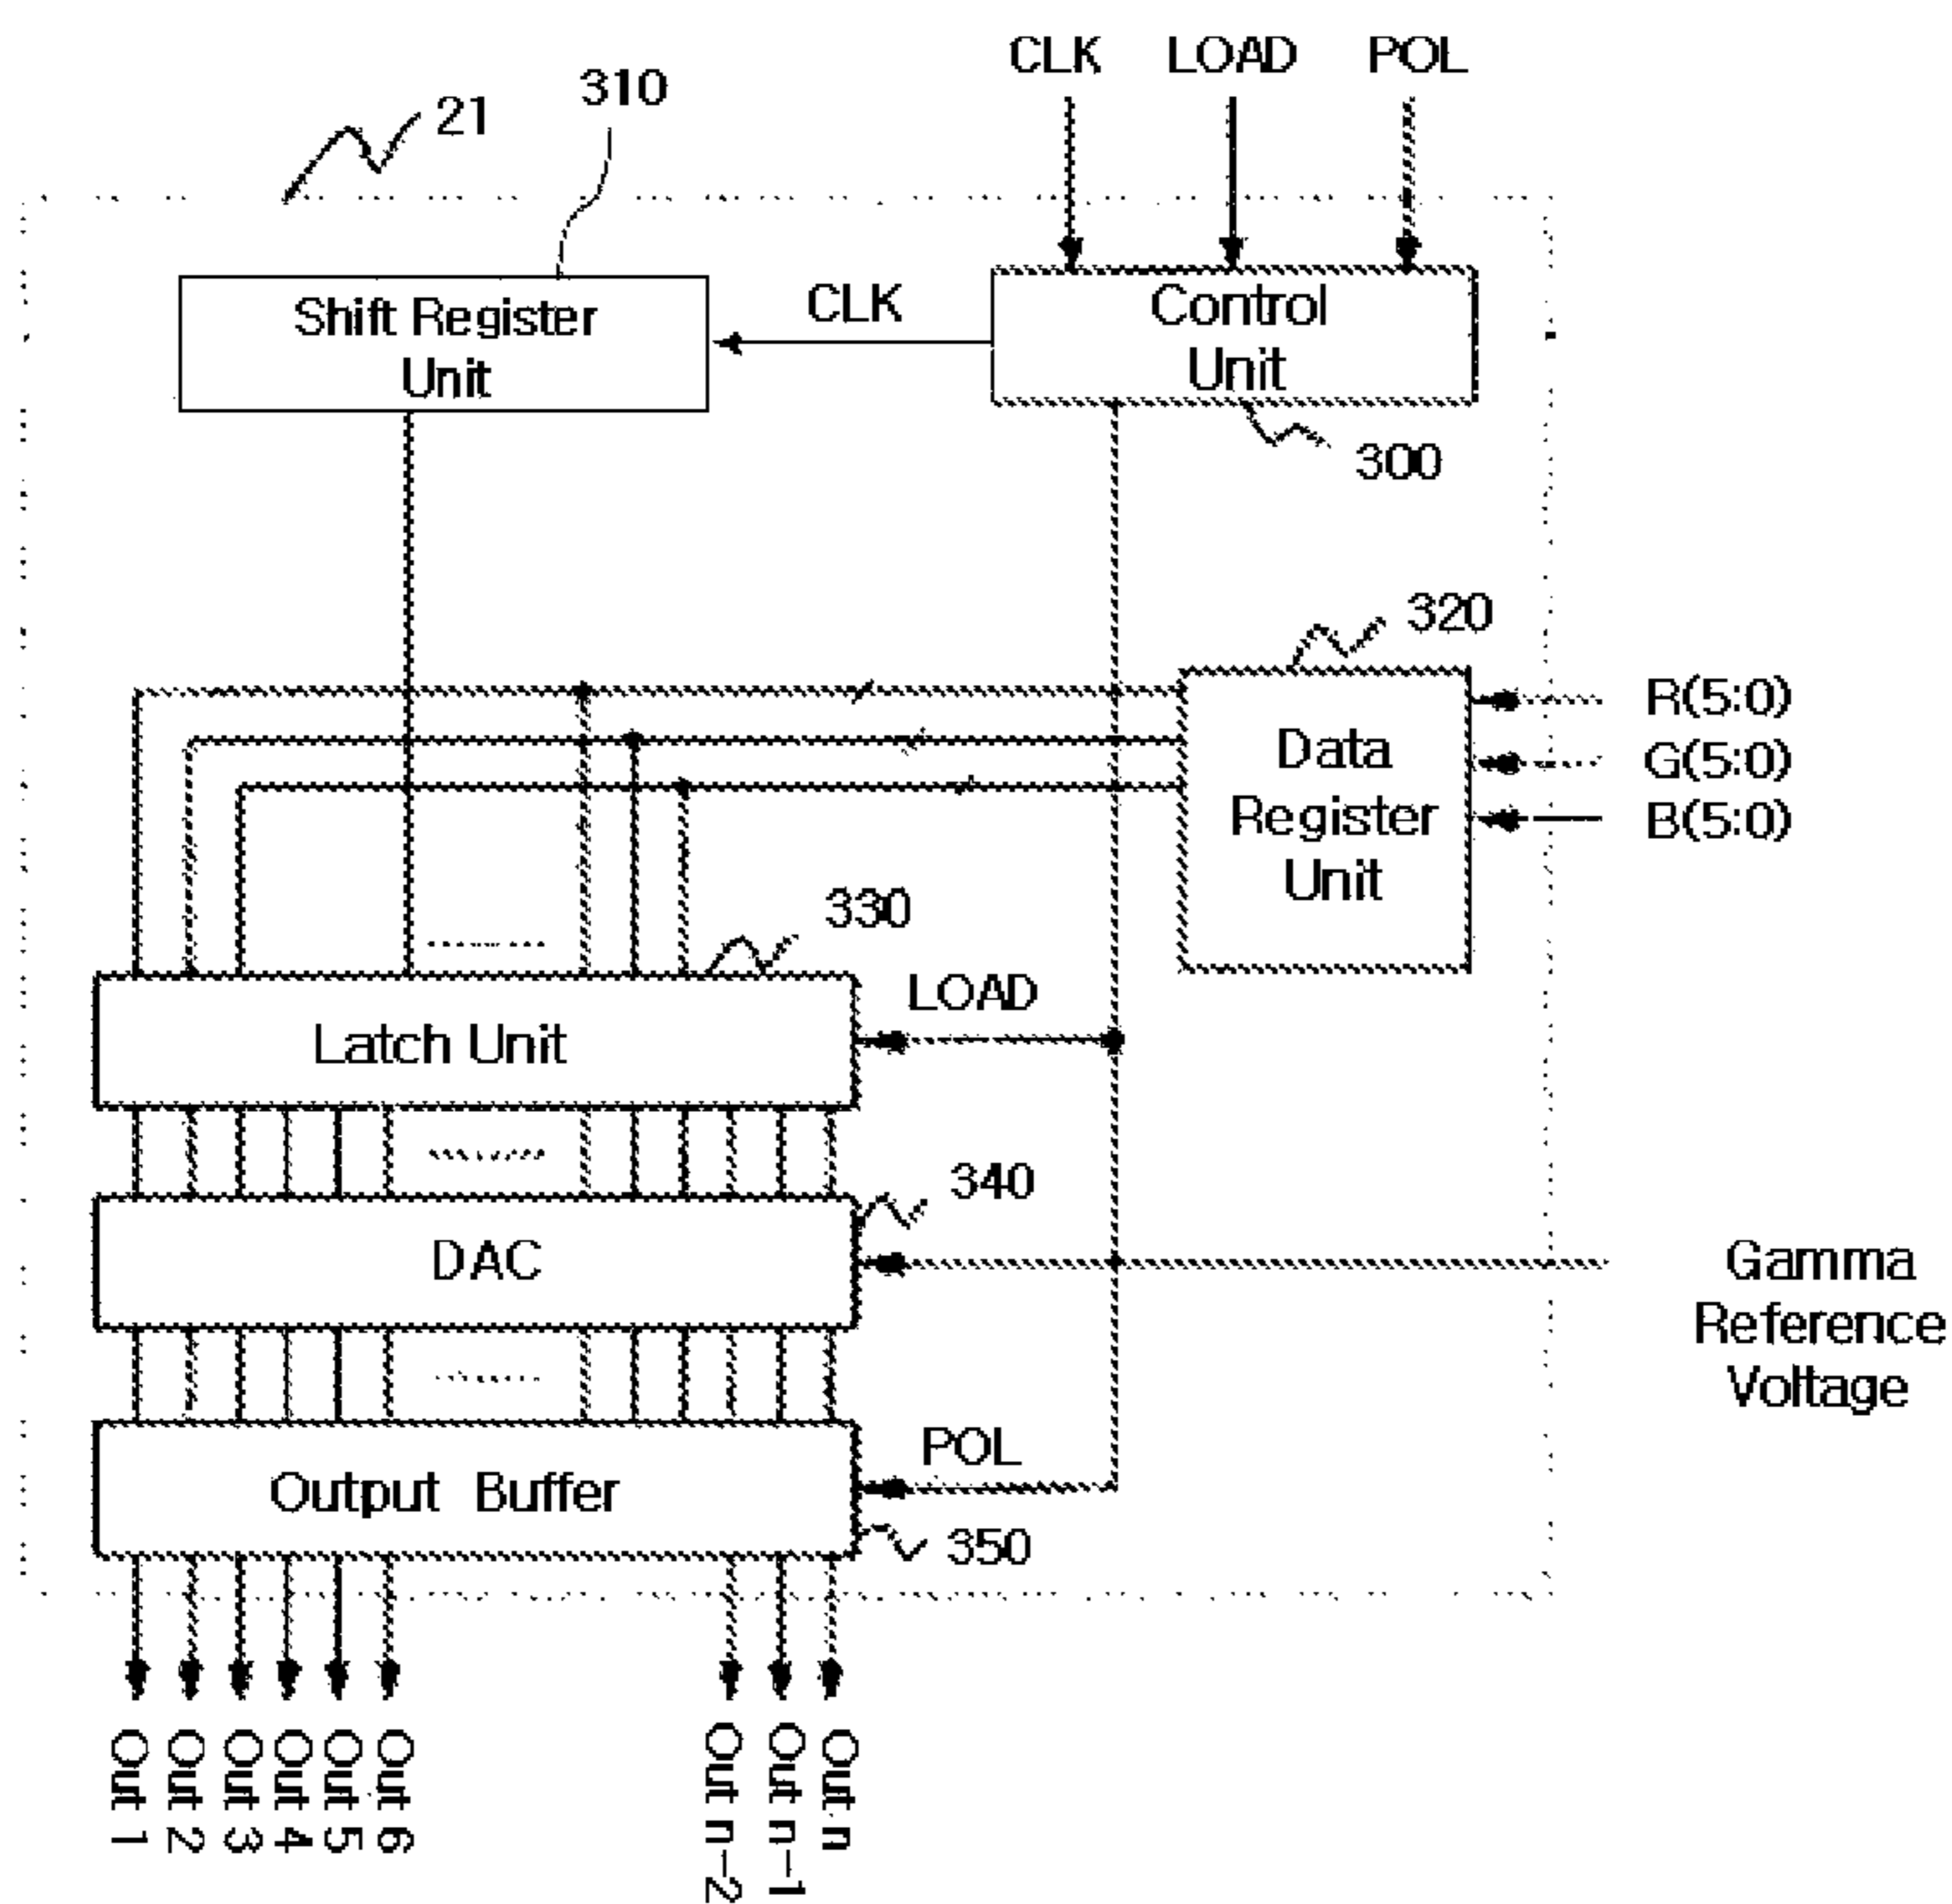 CLK LOAD POL
310
21
Shift Register
Unit
CLK
Control
Unit
300
320
R(5:0)
G(5:0)
B(5:0)
Data
Register
Unit
330
LOAD
Latch Unit
340
DAC
Gamma
Reference
Voltage
POL
Output Buffer
350
Out 1
Out 2
Out 3
Out 4
Out 5
Out 6
Out n-2
Out n-1
Out n